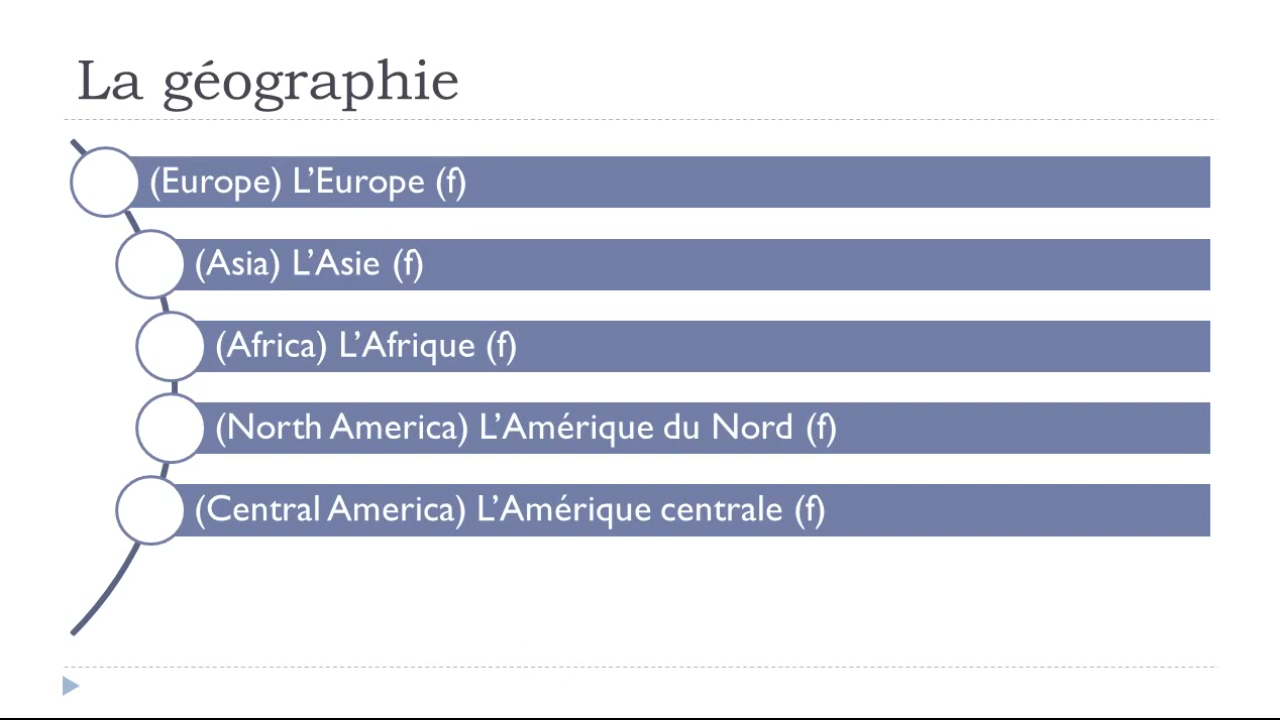 La géographie
(Europe) L’Europe (f)
(Asia) L’Asie (f)
(Africa) L’Afrique (f)
(North America) L’Amérique du Nord (f)
(Central America) L’Amérique centrale (f)